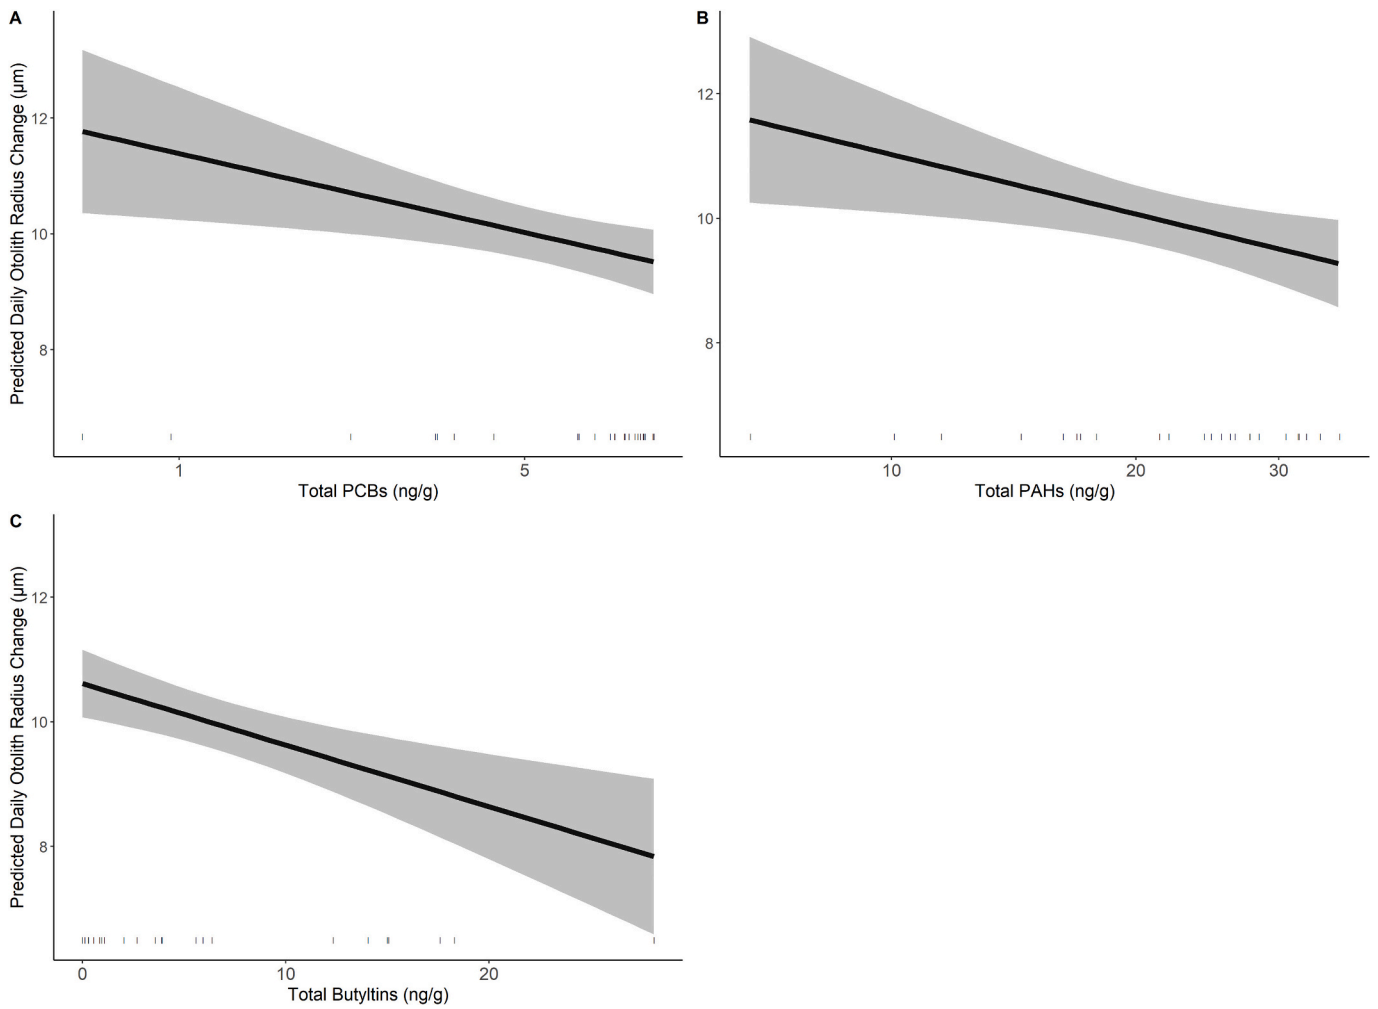 A
Predicted Daily Otolith Radius Change (µm)
12
10
8
1
5
Total PCBs (ng/g)
B
12
10
8
10
20
30
Total PAHs (ng/g)
C
Predicted Daily Otolith Radius Change (µm)
12
10
8
0
10
20
Total Butyltins (ng/g)